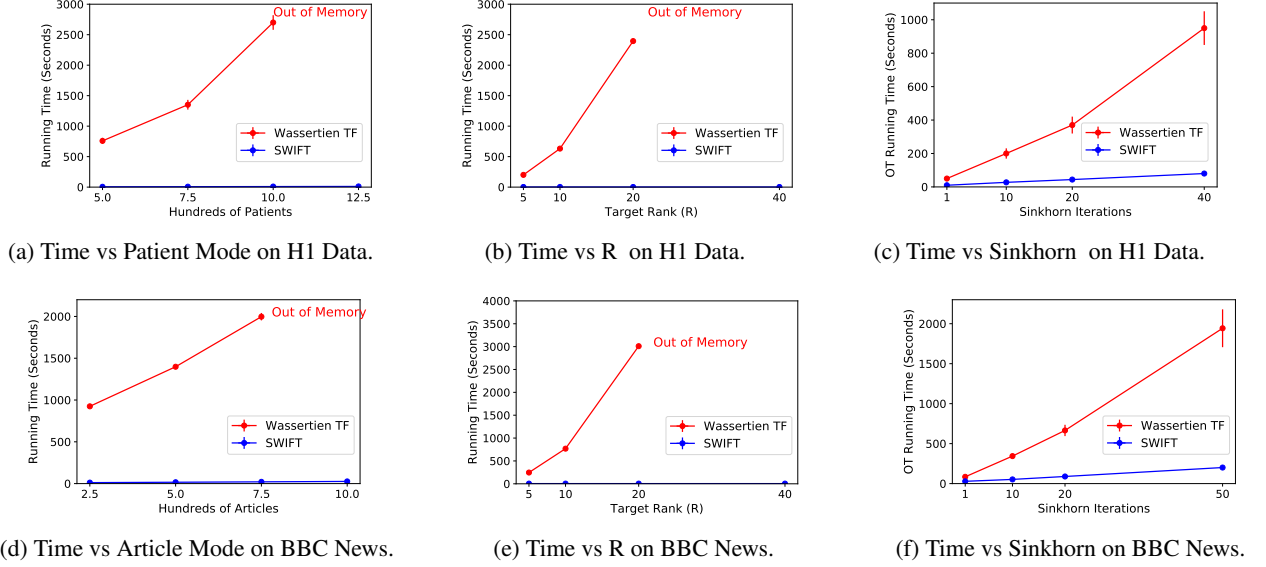 3000
2500
2000
1500
1000
500
0
Running Time (Seconds)
Out of Memory
Wassertien TF
SWIFT
5.0 7.5 10.0 12.5
Hundreds of Patients
(a) Time vs Patient Mode on H1 Data.
3000
2500
2000
1500
1000
500
0
Running Time (Seconds)
Out of Memory
Wassertien TF
SWIFT
5 10 20 40
Target Rank (R)
(b) Time vs R on H1 Data.
1000
800
600
400
200
0
OT Running Time (Seconds)
Wassertien TF
SWIFT
1 10 20 40
Sinkhorn Iterations
(c) Time vs Sinkhorn on H1 Data.
2000
1500
1000
500
0
Running Time (Seconds)
Out of Memory
Wassertien TF
SWIFT
2.5 5.0 7.5 10.0
Hundreds of Articles
(d) Time vs Article Mode on BBC News.
4000
3500
3000
2500
2000
1500
1000
500
0
Running Time (Seconds)
Out of Memory
Wassertien TF
SWIFT
5 10 20 40
Target Rank (R)
(e) Time vs R on BBC News.
2000
1500
1000
500
0
OT Running Time (Seconds)
Wassertien TF
SWIFT
1 10 20 50
Sinkhorn Iterations
(f) Time vs Sinkhorn on BBC News.